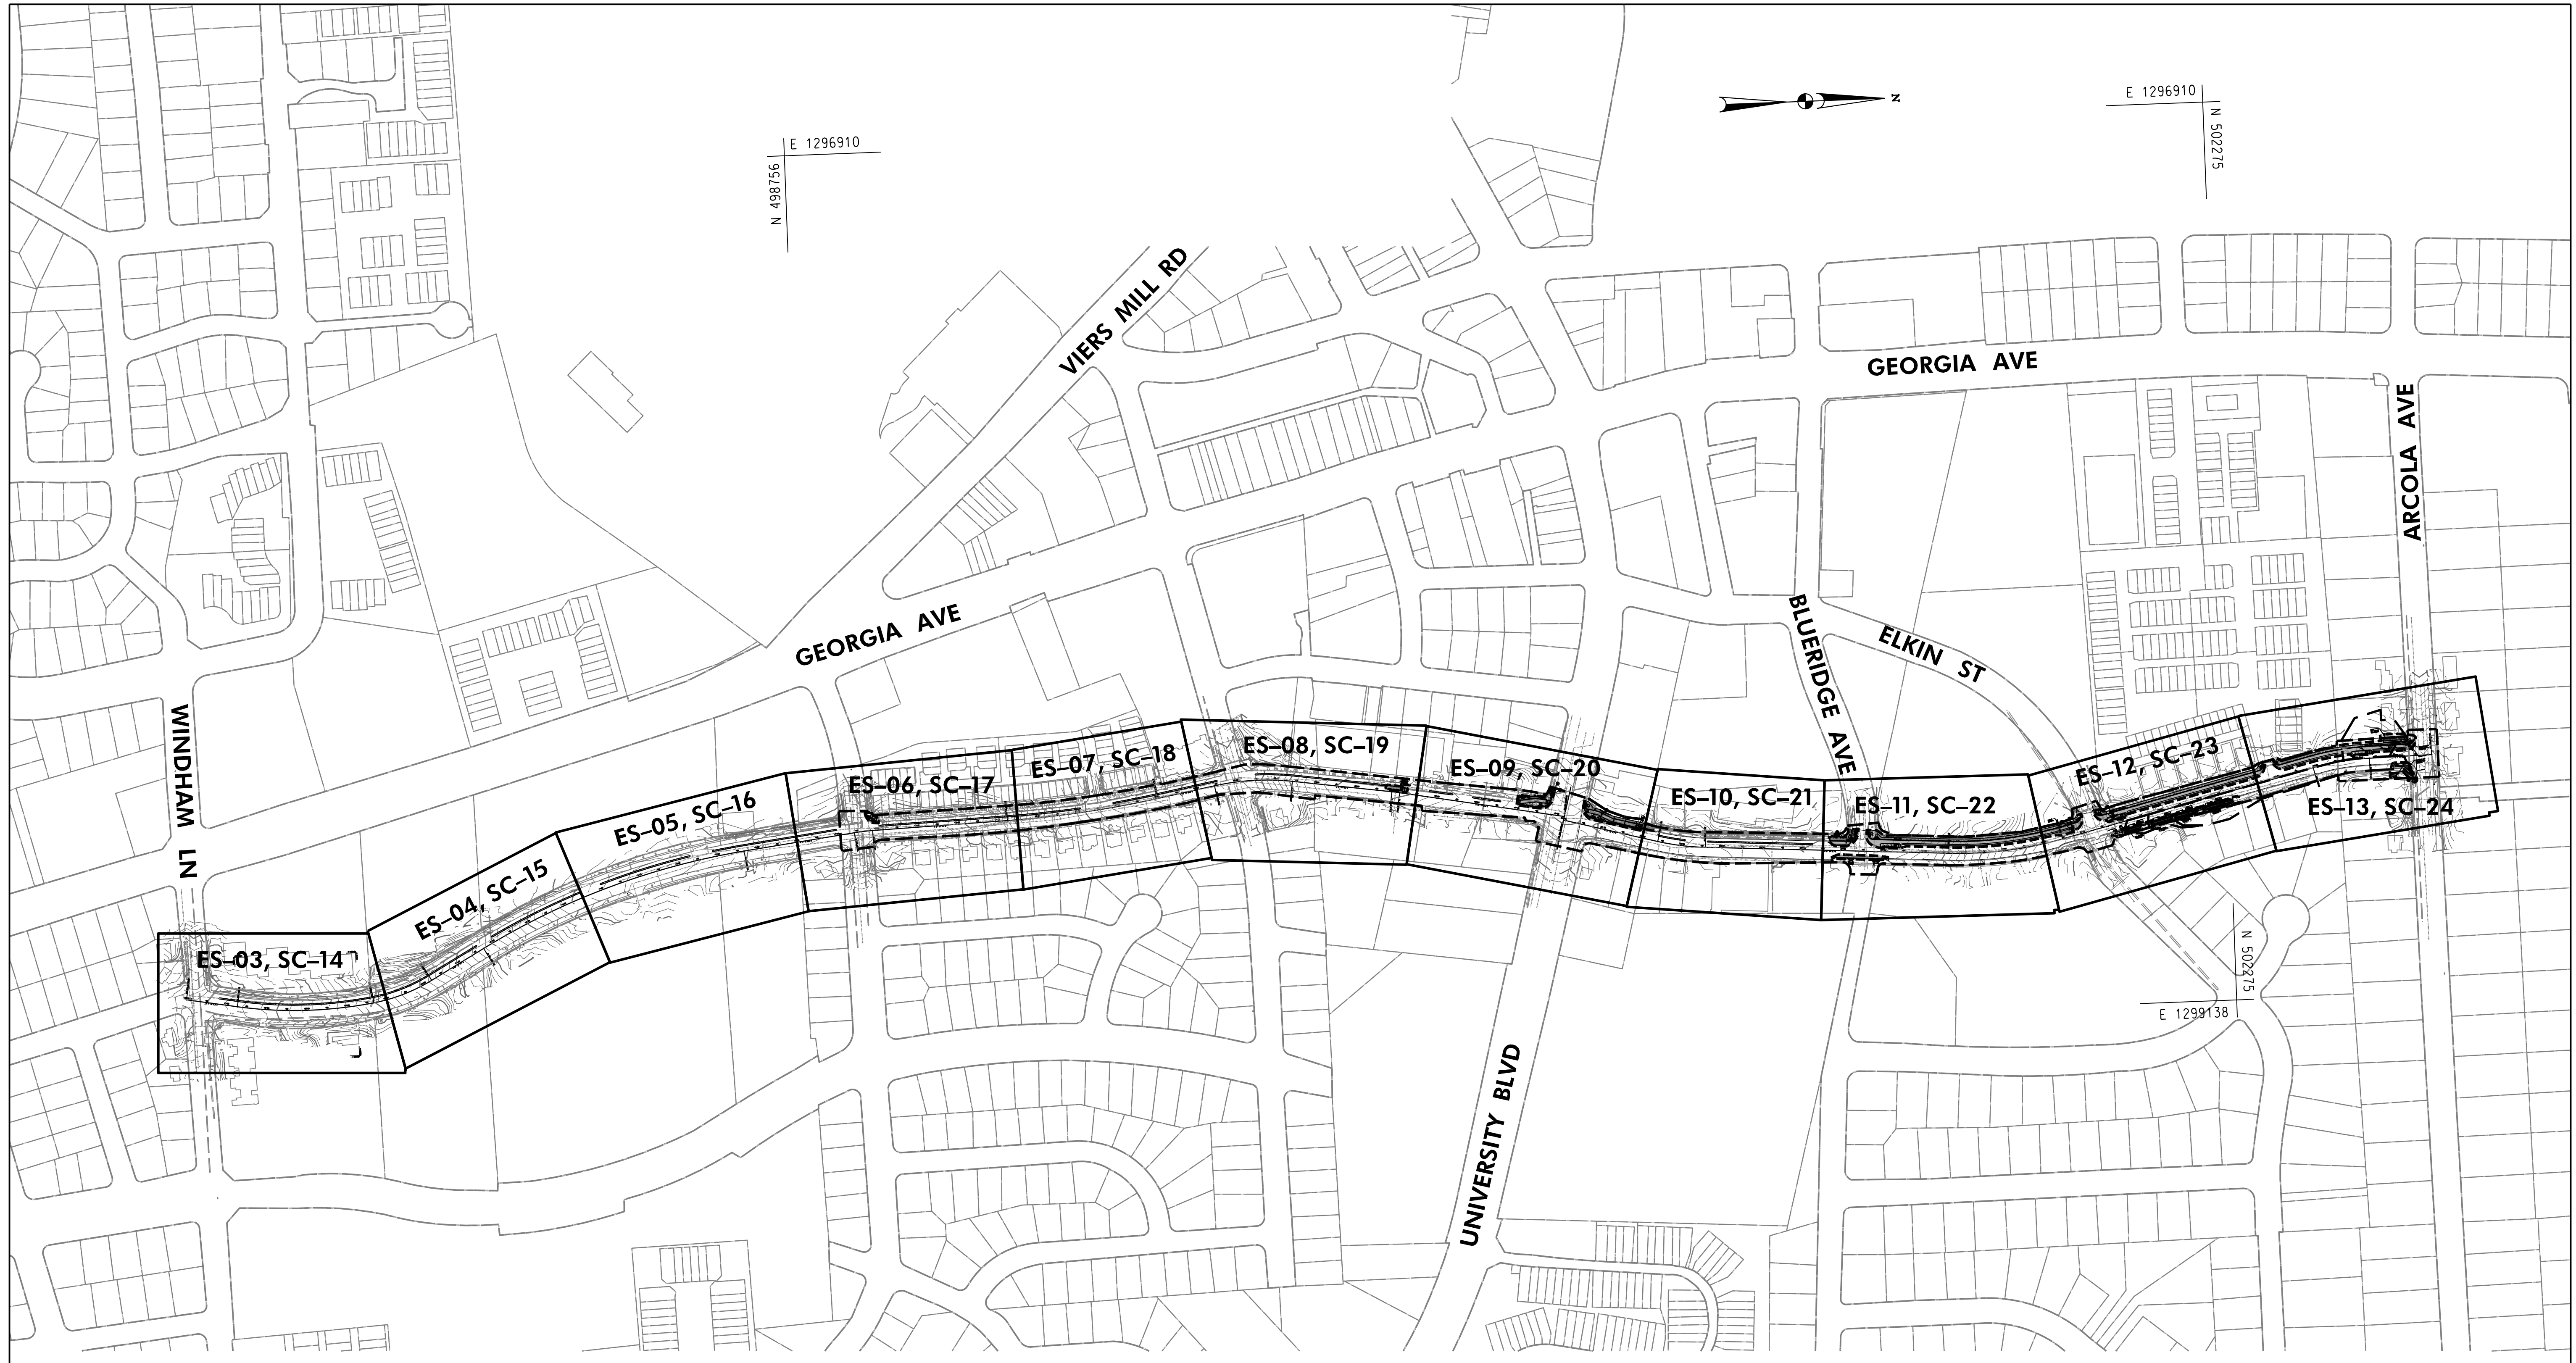 E 1296910
N 502275
Z
E 1296910
N 498756
VIERS MILL RD
GEORGIA AVE
ARCOLA AVE
GEORGIA AVE
BLUERIDGE AVE
ELKIN ST
WINDHAM LN
ES-03, SC-14
ES-04, SC-15
ES-05, SC-16
ES-06, SC-17
ES-07, SC-18
ES-08, SC-19
ES-09, SC-20
ES-10, SC-21
ES-11, SC-22
ES-12, SC-23
ES-13, SC-24
N 502275
E 1299138
UNIVERSITY BLVD